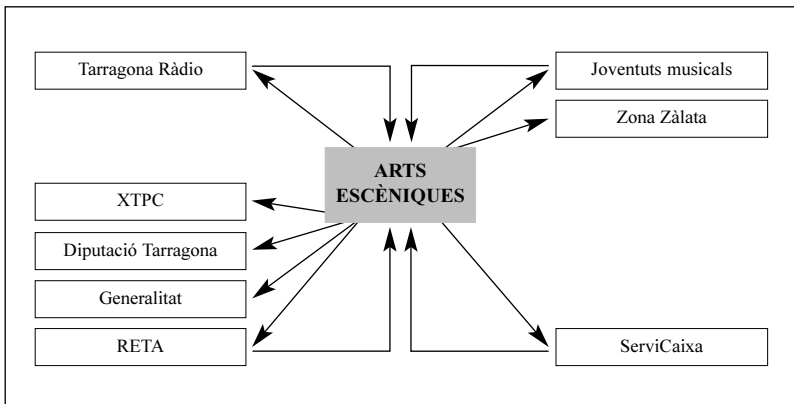 Tarragona Ràdio
Joventuts musicals
Zona Zàlata
ARTS
ESCÈNIQUES
XTPC
Diputació Tarragona
Generalitat
RETA
ServiCaixa